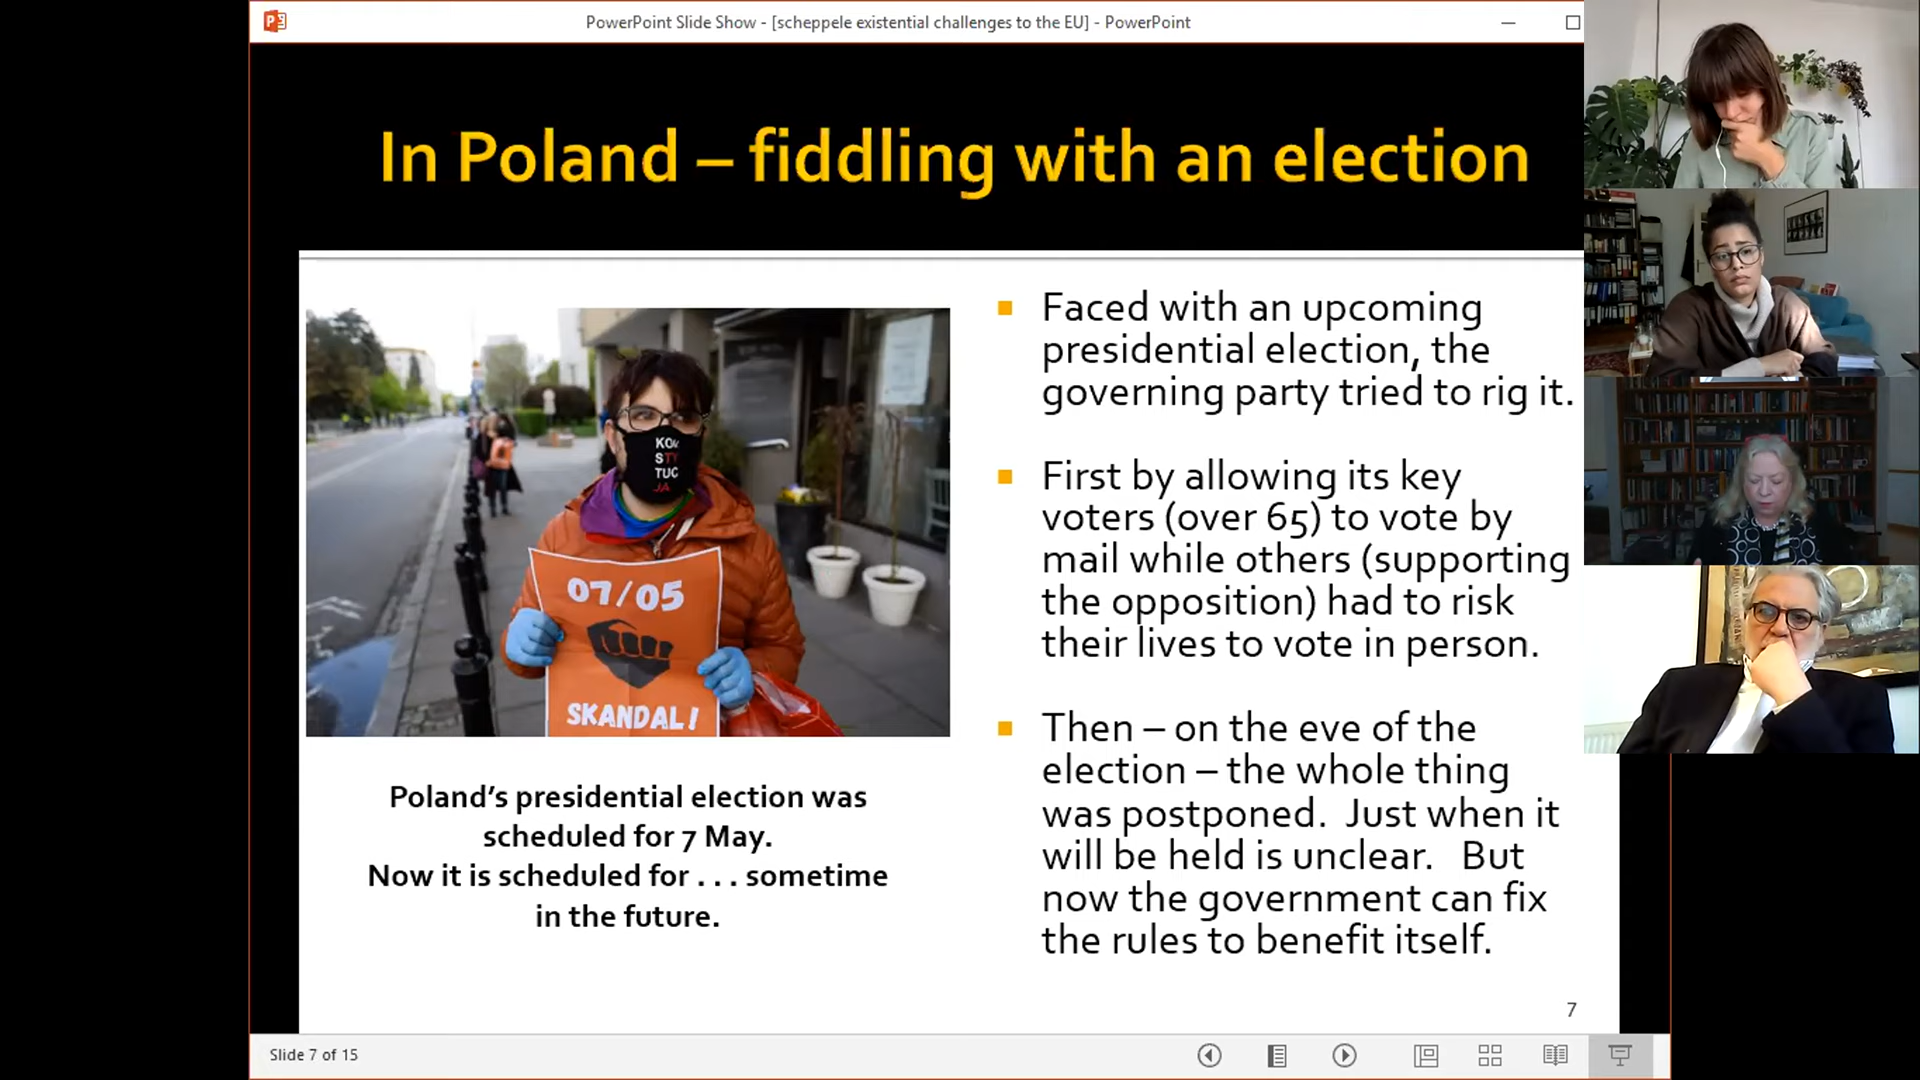 PowerPoint Slide Show - [scheppele existential challenges to the EU] - PowerPoint
In Poland – fiddling with an election
KON
STY
TUC
JA
07/05
SKANDAL!
Poland’s presidential election was
scheduled for 7 May.
Now it is scheduled for . . . sometime
in the future.
Faced with an upcoming
presidential election, the
governing party tried to rig it.
First by allowing its key
voters (over 65) to vote by
mail while others (supporting
the opposition) had to risk
their lives to vote in person.
Then – on the eve of the
election – the whole thing
was postponed. Just when it
will be held is unclear. But
now the government can fix
the rules to benefit itself.
7
Slide 7 of 15